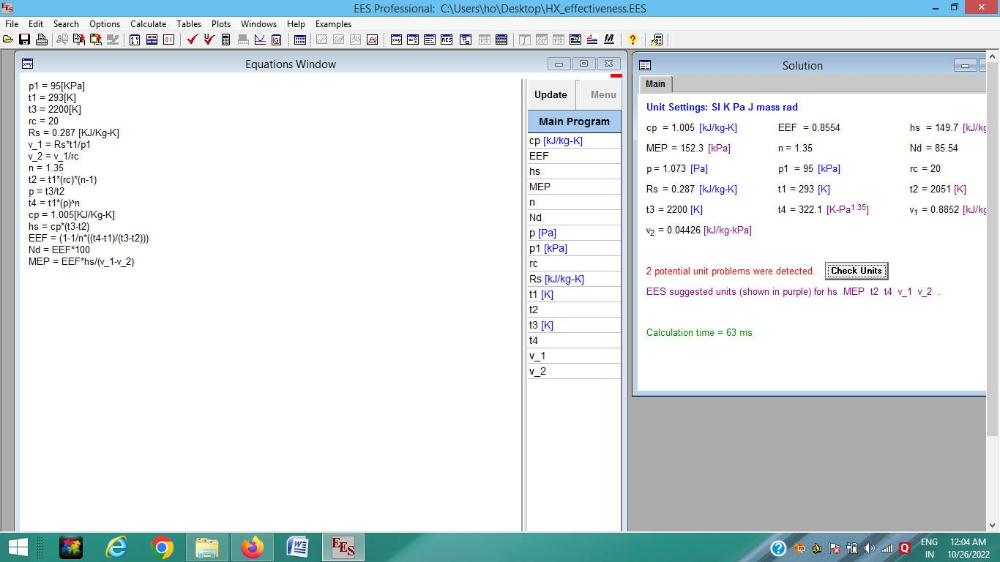 EES Professional: C:\Users\ho\Desktop\HX_effectiveness.EES
File Edit Search Options Calculate Tables Plots Windows Help Examples
Equations Window
p1 = 95[KPa]
t1 = 293[K]
t3 = 2200[K]
rc = 20
Rs = 0.287 [KJ/Kg-K]
v_1 = Rs*t1/p1
v_2 = v_1/rc
n = 1.35
t2 = t1*(rc)*(n-1)
p = t3/t2
t4 = t1*(p)^n
cp = 1.005[KJ/Kg-K]
hs = cp*(t3-t2)
EEF = (1-1/n*((t4-t1)/(t3-t2)))
Nd = EEF*100
MEP = EEF*hs/(v_1-v_2)
Update Menu
Main Program
cp [kJ/kg-K]
EEF
hs
MEP
n
Nd
p [Pa]
p1 [kPa]
rc
Rs [kJ/kg-K]
t1 [K]
t2
t3 [K]
t4
v_1
v_2
Solution
Main
Unit Settings: SI K Pa J mass rad
cp = 1.005 [kJ/kg-K] EEF = 0.8554 hs = 149.7 [kJ/kg
MEP = 152.3 [kPa] n = 1.35 Nd = 85.54
p = 1.073 [Pa] p1 = 95 [kPa] rc = 20
Rs = 0.287 [kJ/kg-K] t1 = 293 [K] t2 = 2051 [K]
t3 = 2200 [K] t4 = 322.1 [K-Pa^1.35] v1 = 0.8852 [kJ/kg
v2 = 0.04426 [kJ/kg-kPa]
2 potential unit problems were detected. Check Units
EES suggested units (shown in purple) for hs MEP t2 t4 v_1 v_2 .
Calculation time = 63 ms
ENG 12:04 AM
IN 10/26/2022